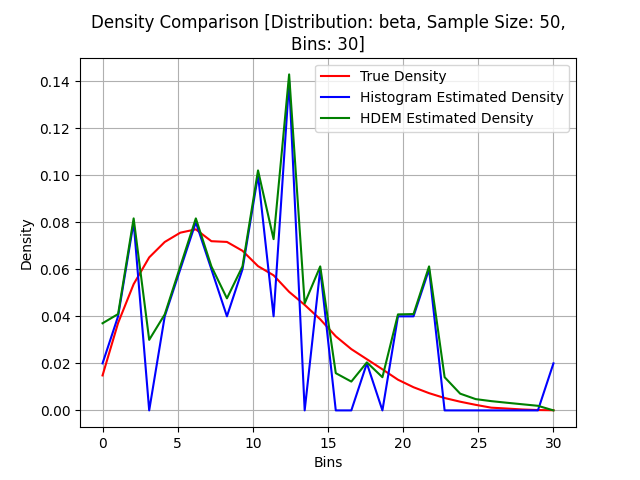 Density Comparison [Distribution: beta, Sample Size: 50,
Bins: 30]
True Density
Histogram Estimated Density
HDEM Estimated Density
Density
0.14
0.12
0.10
0.08
0.06
0.04
0.02
0.00
0 5 10 15 20 25 30
Bins